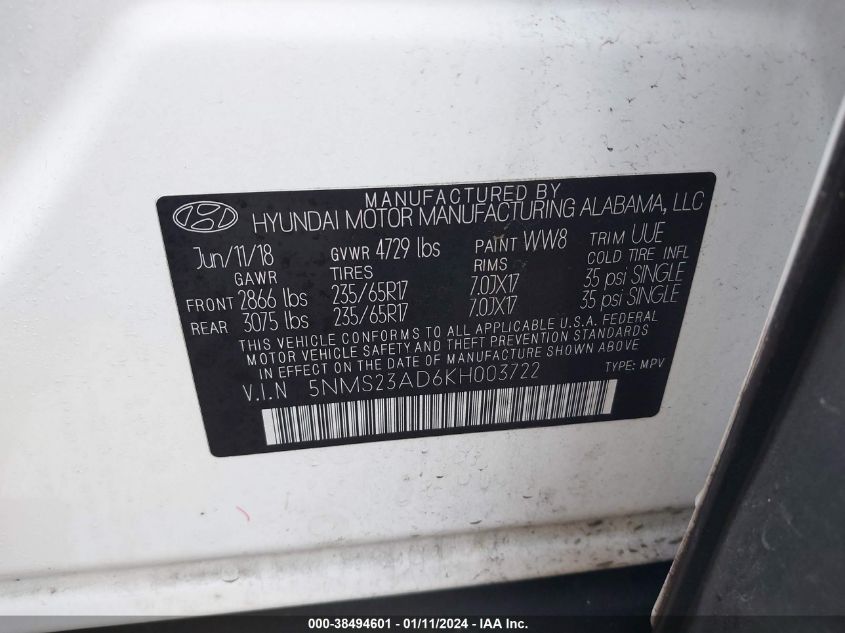 MANUFACTURED BY
HYUNDAI MOTOR MANUFACTURING ALABAMA, LLC
Jun/11/18 GVWR 4729 lbs PAINT WW8 TRIM UUE
GAWR TIRES RIMS COLD TIRE INFL
FRONT 2866 lbs 235/65R17 7.0JX17 35 psi SINGLE
REAR 3075 lbs 235/65R17 7.0JX17 35 psi SINGLE
THIS VEHICLE CONFORMS TO ALL APPLICABLE U.S.A. FEDERAL
MOTOR VEHICLE SAFETY AND THEFT PREVENTION STANDARDS
IN EFFECT ON THE DATE OF MANUFACTURE SHOWN ABOVE
V.I.N 5NMS23AD6KH003722 TYPE: MPV
000-38494601 - 01/11/2024 - IAA Inc.